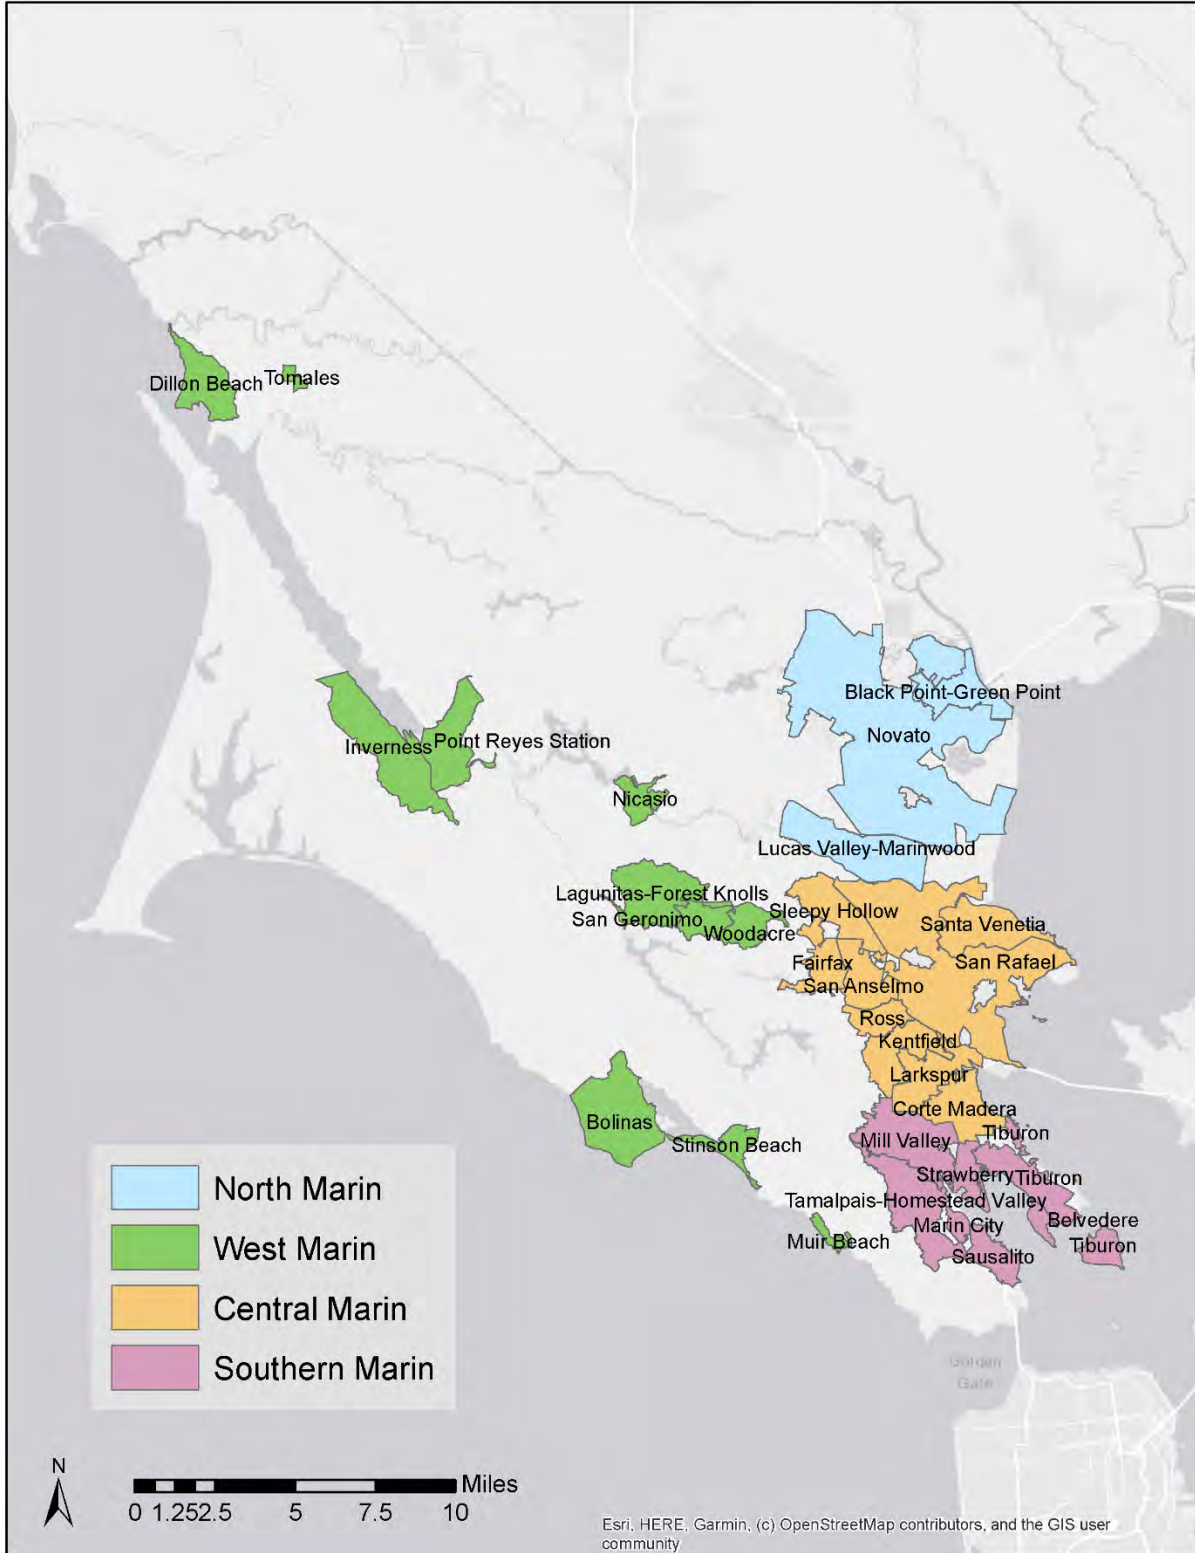 Dillon Beach
Tomales
Black Point-Green Point
Novato
Inverness
Point Reyes Station
Nicasio
Lucas Valley-Marinwood
Lagunitas-Forest Knolls
San Geronimo
Woodacre
Sleepy Hollow
Santa Venetia
Fairfax
San Rafael
San Anselmo
Ross
Kentfield
Larkspur
Corte Madera
Bolinas
Stinson Beach
Mill Valley
Tiburon
Strawberry
Tiburon
Tamalpais-Homestead Valley
Marin City
Belvedere
Muir Beach
Sausalito
Tiburon
North Marin
West Marin
Central Marin
Southern Marin
Golden
Gate
N
Miles
0 1.252.5 5 7.5 10
Esri, HERE, Garmin, (c) OpenStreetMap contributors, and the GIS user
community